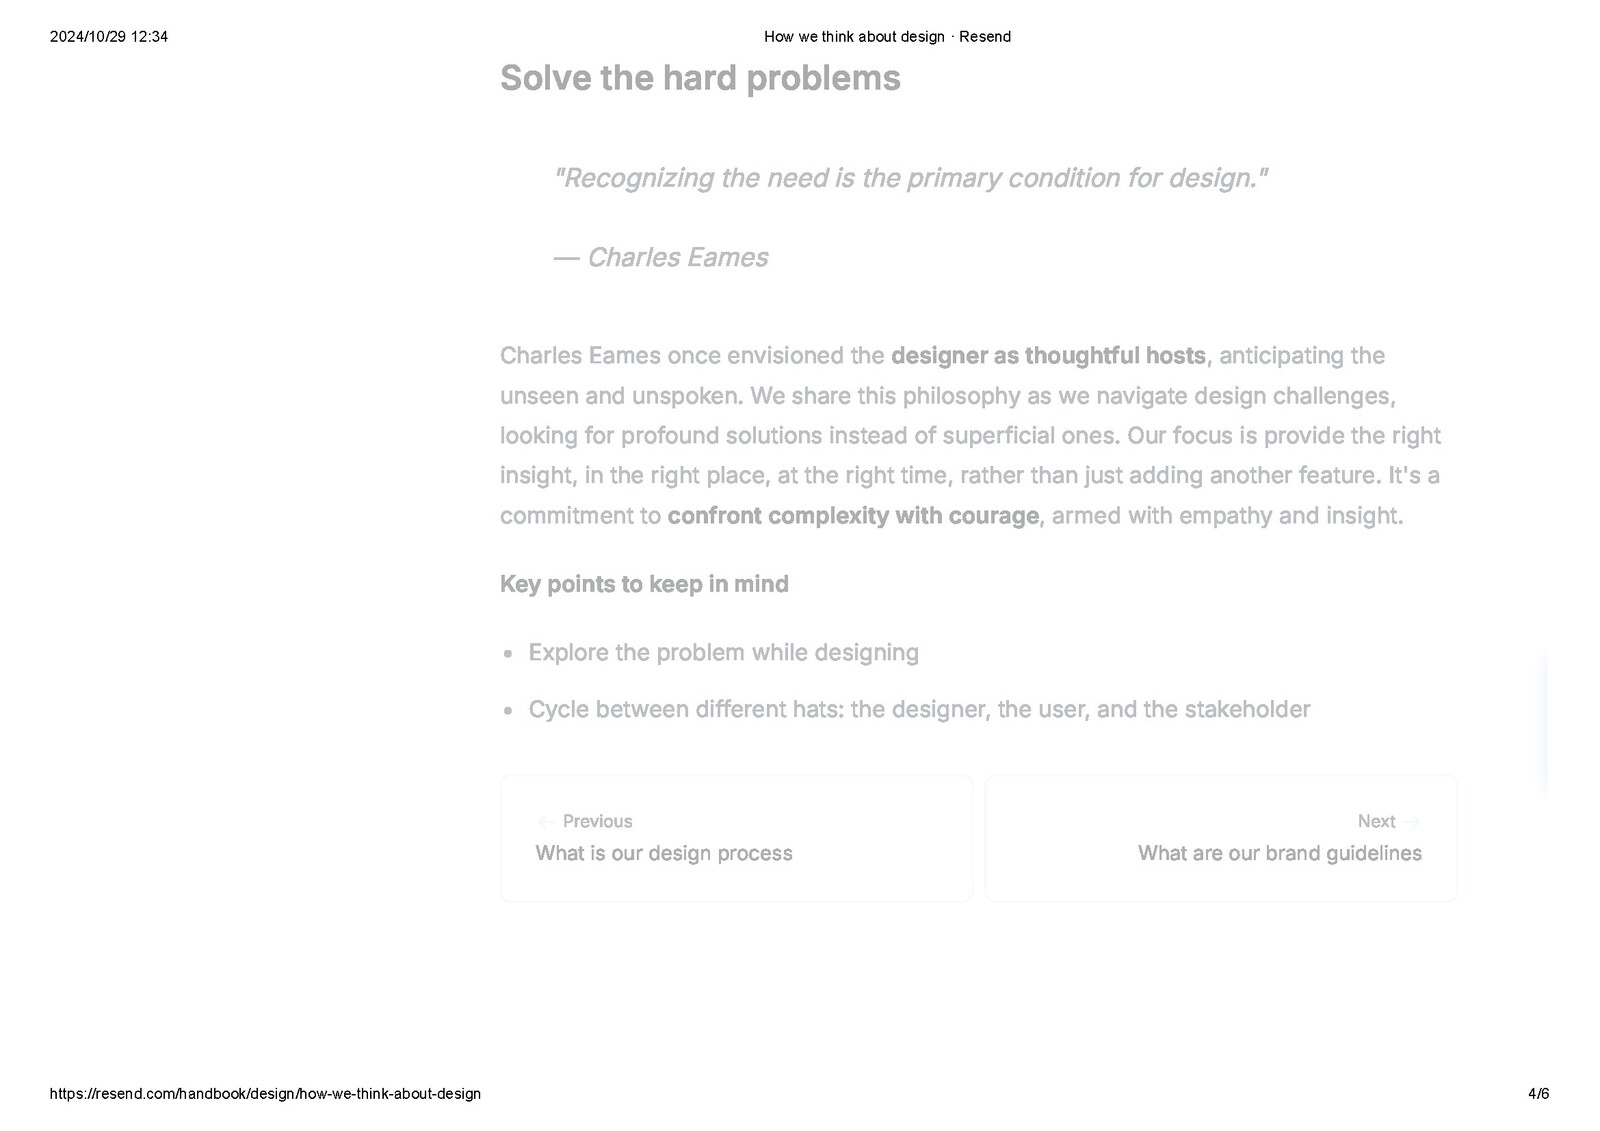 2024/10/29 12:34
How we think about design · Resend
Solve the hard problems
"Recognizing the need is the primary condition for design."
— Charles Eames
Charles Eames once envisioned the designer as thoughtful hosts, anticipating the
unseen and unspoken. We share this philosophy as we navigate design challenges,
looking for profound solutions instead of superficial ones. Our focus is provide the right
insight, in the right place, at the right time, rather than just adding another feature. It's a
commitment to confront complexity with courage, armed with empathy and insight.
Key points to keep in mind
• Explore the problem while designing
• Cycle between different hats: the designer, the user, and the stakeholder
← Previous
What is our design process
Next →
What are our brand guidelines
https://resend.com/handbook/design/how-we-think-about-design
4/6